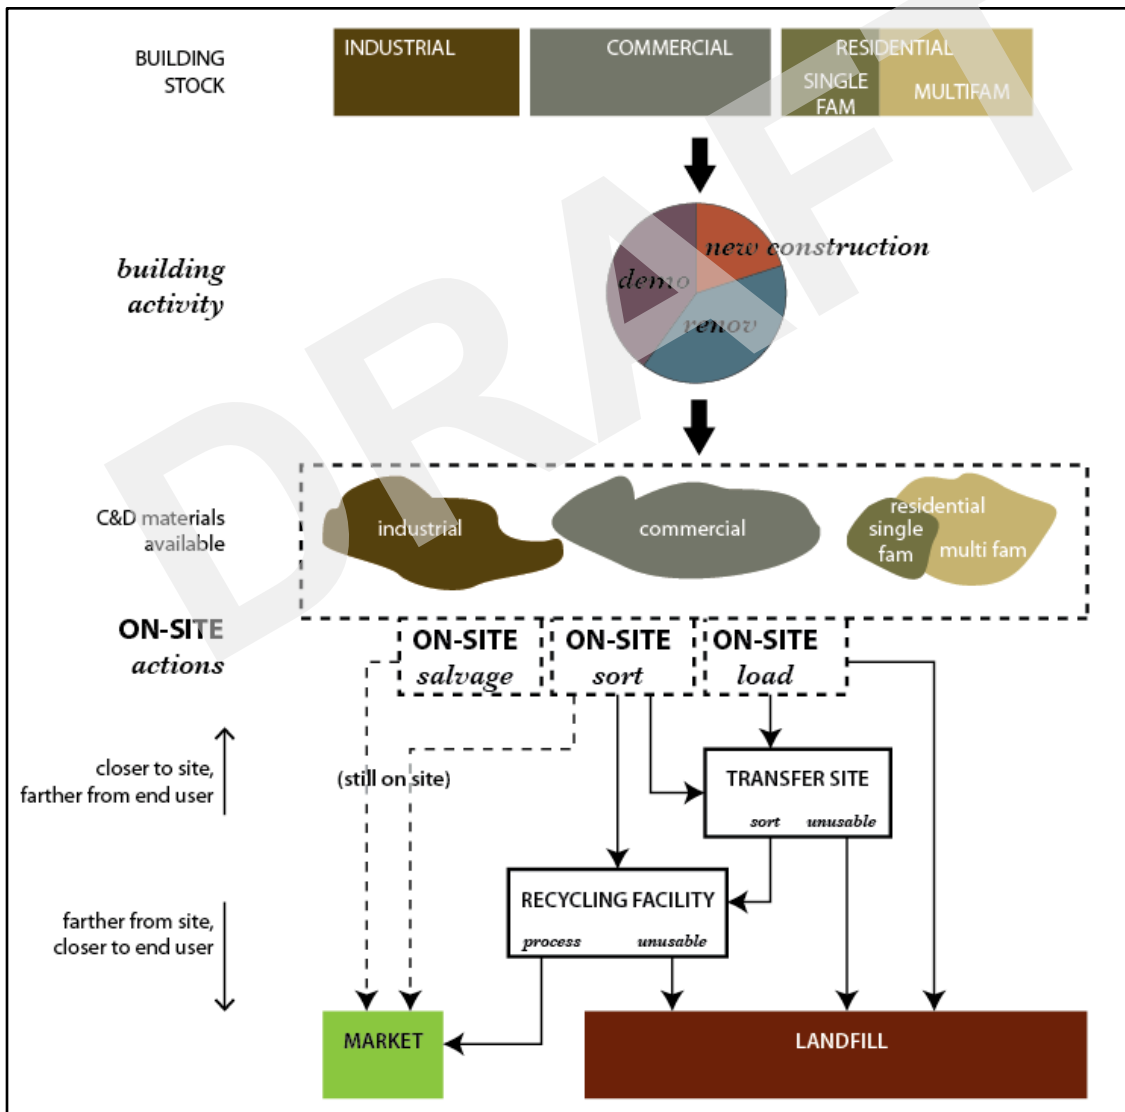 BUILDING
STOCK
INDUSTRIAL
COMMERCIAL
RESIDENTIAL
SINGLE
FAM
MULTIFAM
building
activity
new construction
demo
renov
C&D materials
available
industrial
commercial
residential
single
fam
multi fam
ON-SITE
actions
ON-SITE
salvage
ON-SITE
sort
ON-SITE
load
closer to site,
farther from end user
(still on site)
TRANSFER SITE
sort unusable
RECYCLING FACILITY
process unusable
farther from site,
closer to end user
MARKET
LANDFILL
DRAFT